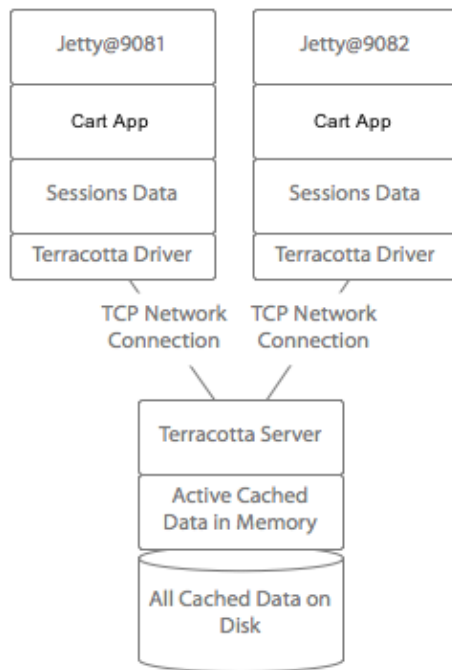 Jetty@9081
Jetty@9082
Cart App
Cart App
Sessions Data
Sessions Data
Terracotta Driver
Terracotta Driver
TCP Network
Connection
TCP Network
Connection
Terracotta Server
Active Cached
Data in Memory
All Cached Data on
Disk